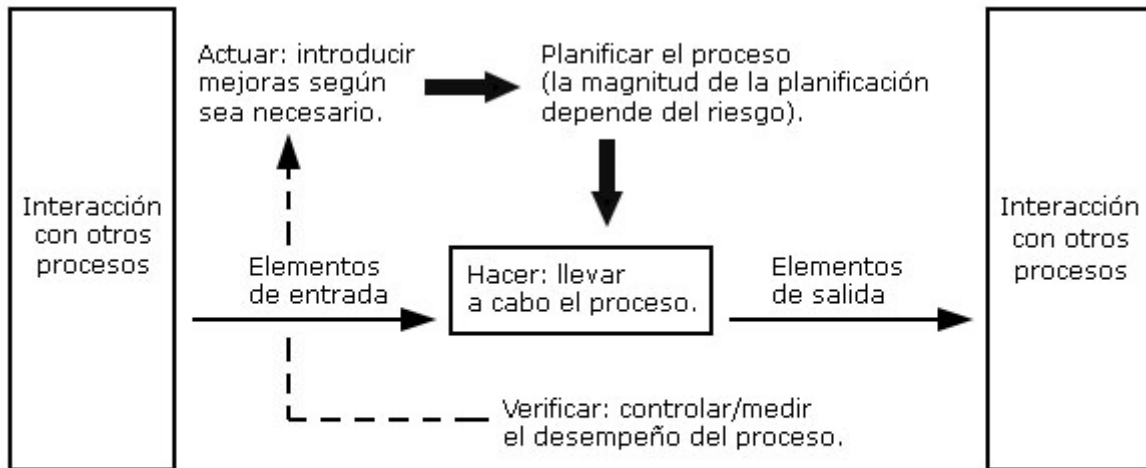 Interacción
con otros
procesos
Actuar: introducir
mejoras según
sea necesario.
Planificar el proceso
(la magnitud de la planificación
depende del riesgo).
Elementos
de entrada
Hacer: llevar
a cabo el proceso.
Elementos
de salida
Verificar: controlar/medir
el desempeño del proceso.
Interacción
con otros
procesos